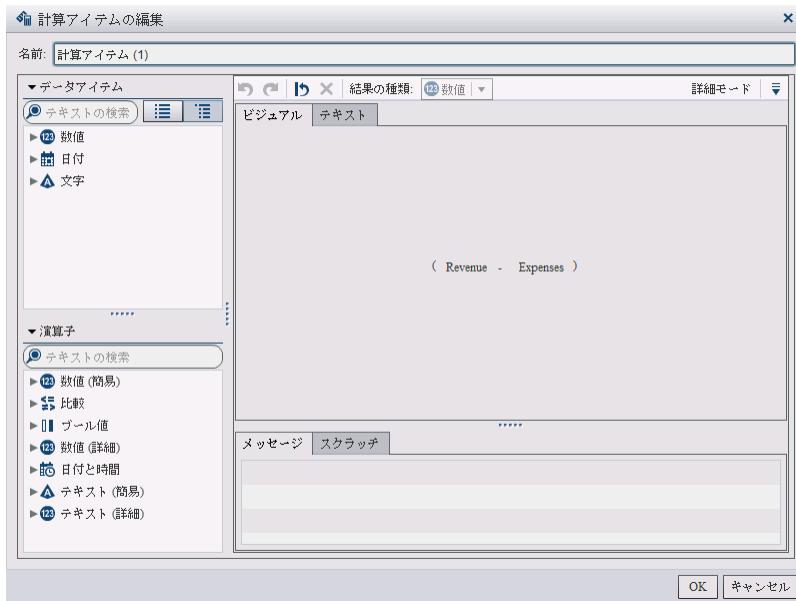 計算アイテムの編集
名前: 計算アイテム (1)
データアイテム
テキストの検索
123 数値
日付
A 文字
演算子
テキストの検索
123 数値 (簡易)
比較
ブール値
123 数値 (詳細)
日付と時間
A テキスト (簡易)
123 テキスト (詳細)
結果の種類: 123 数値 詳細モード
ビジュアル テキスト
( Revenue - Expenses )
メッセージ スクラッチ
OK キャンセル